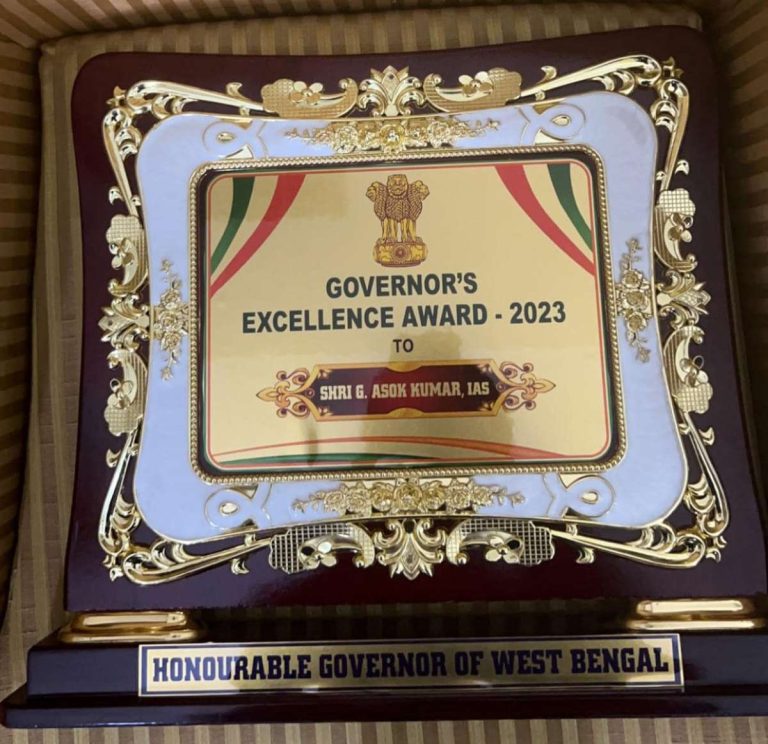 GOVERNOR'S
EXCELLENCE AWARD - 2023
TO
SHRI G. ASOK KUMAR, IAS
HONOURABLE GOVERNOR OF WEST BENGAL